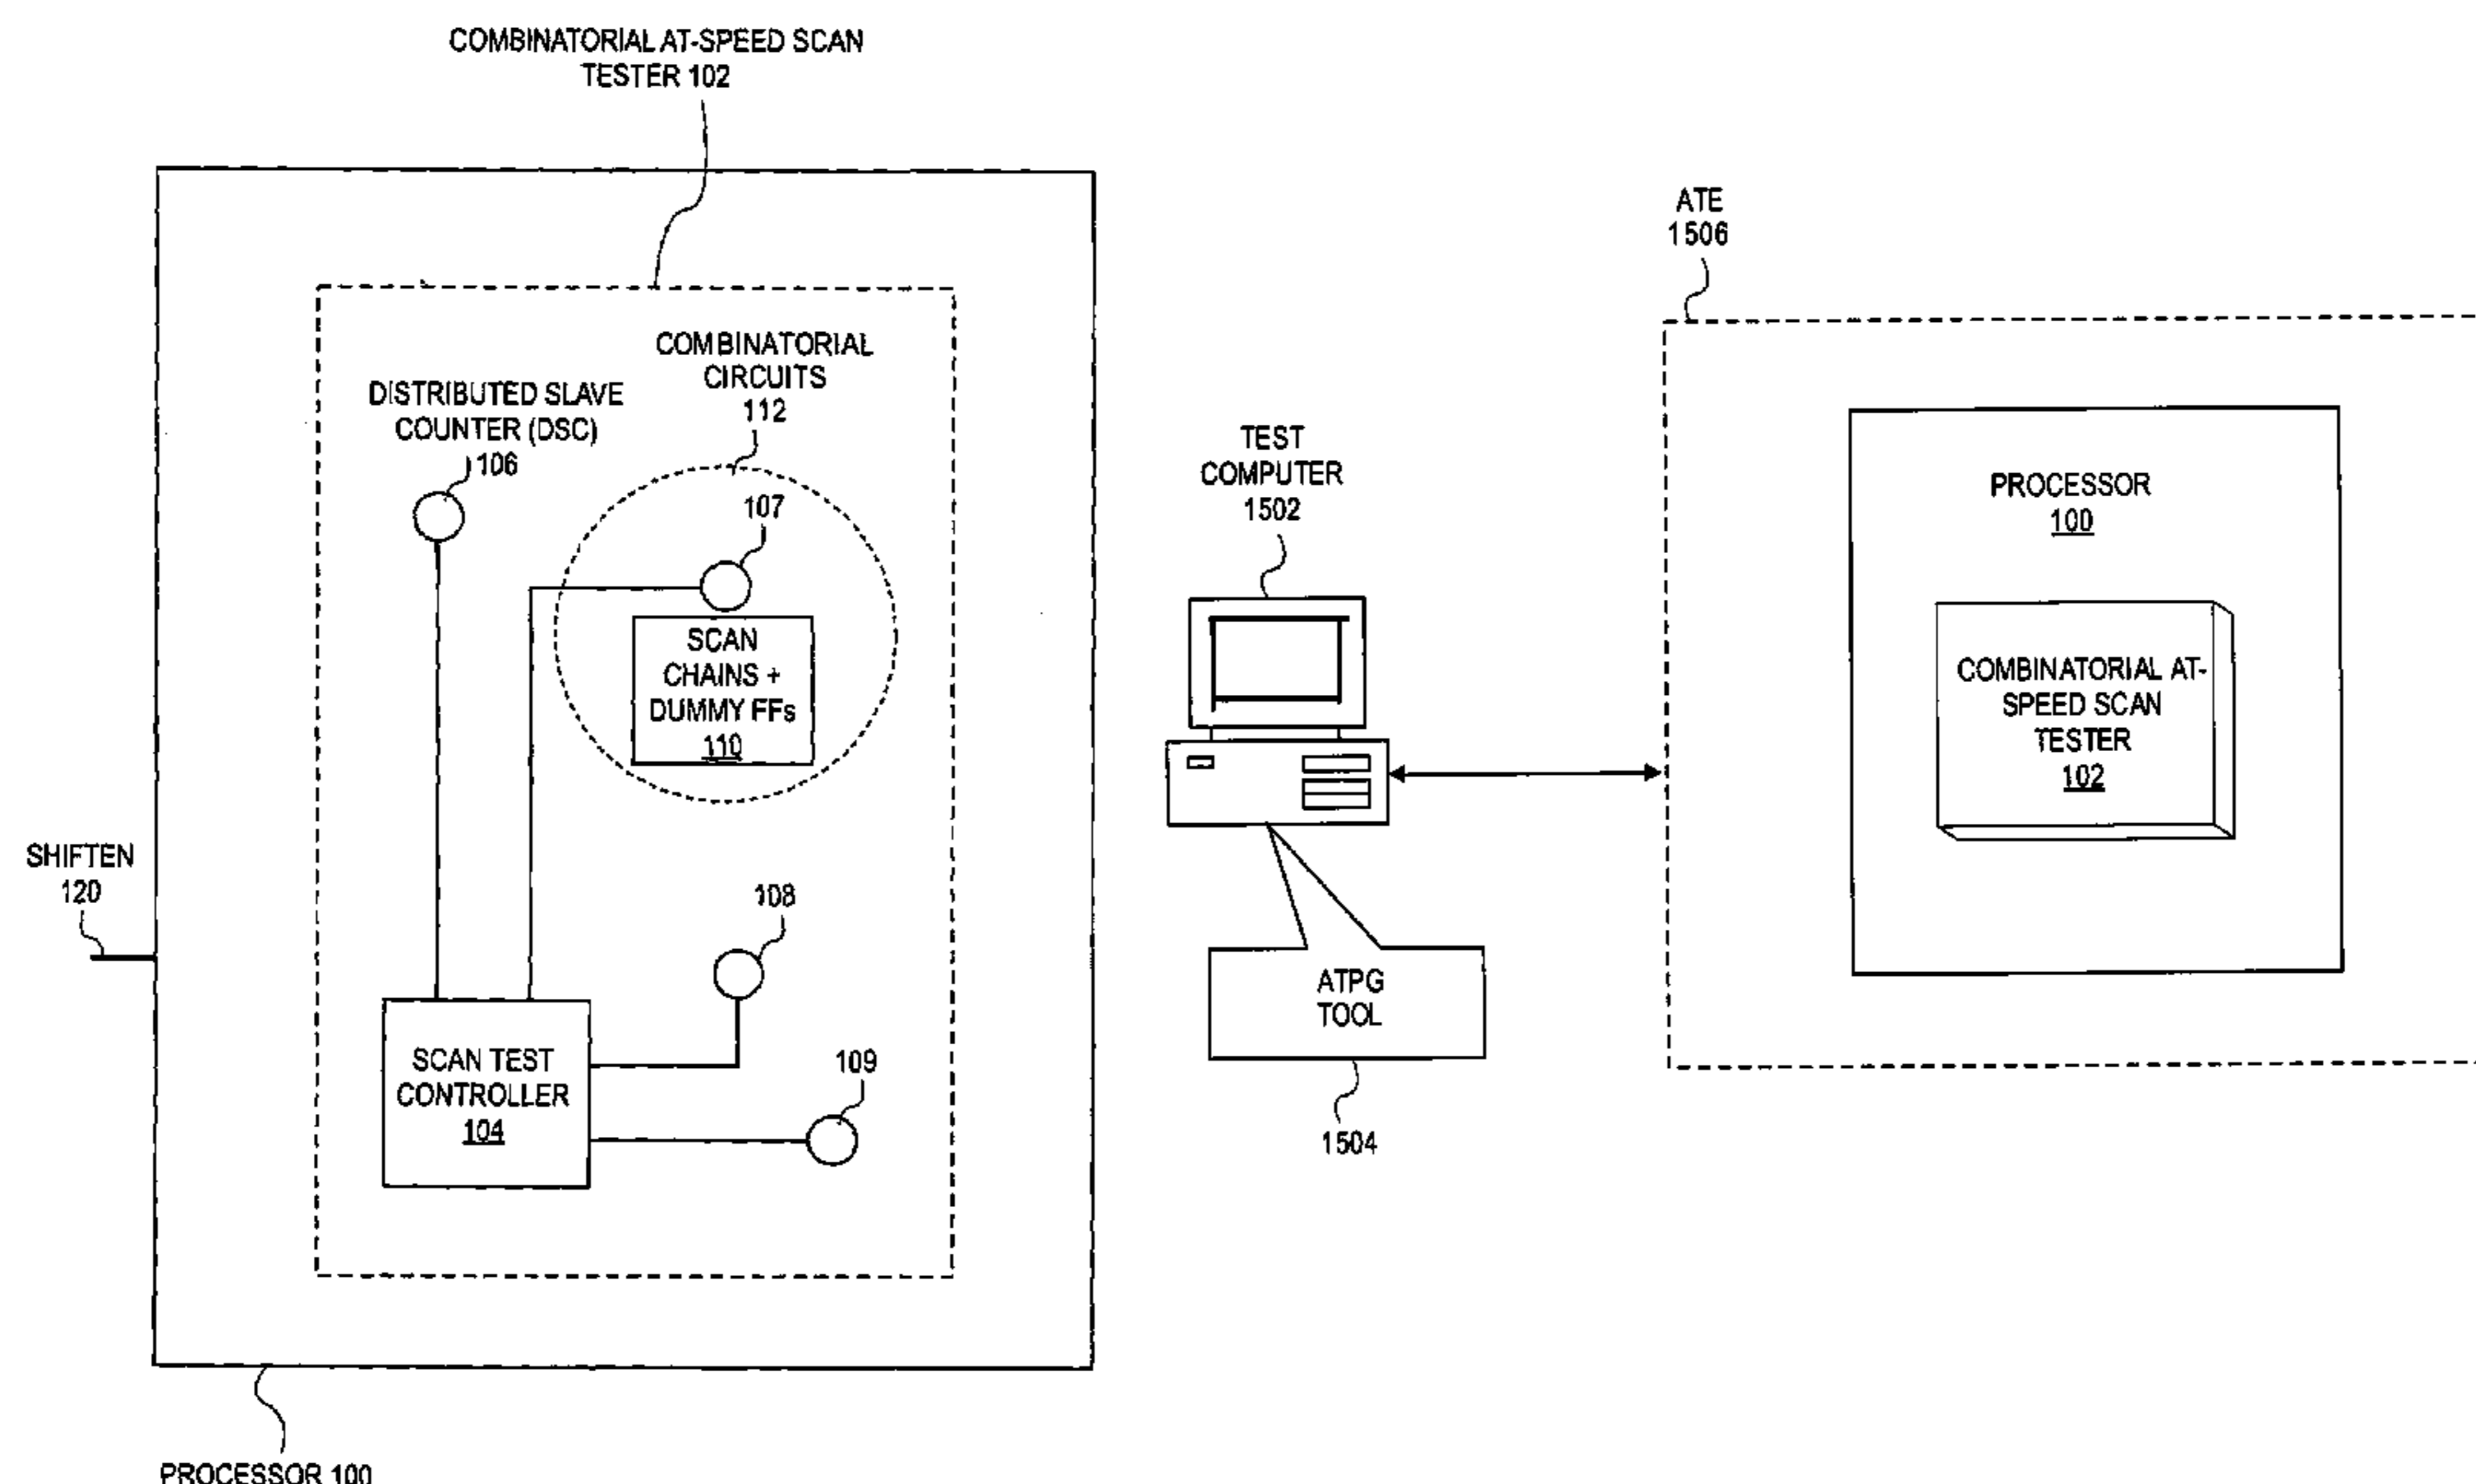 COMBINATORIAL AT-SPEED SCAN
TESTER 102
COMBINATORIAL
CIRCUITS
112
DISTRIBUTED SLAVE
COUNTER (DSC)
106
107
SCAN
CHAINS +
DUMMY FFs
110
SHIFTEN
120
108
SCAN TEST
CONTROLLER
104
109
PROCESSOR 100
TEST
COMPUTER
1502
ATPG
TOOL
1504
ATE
1506
PROCESSOR
100
COMBINATORIAL AT-
SPEED SCAN
TESTER
102